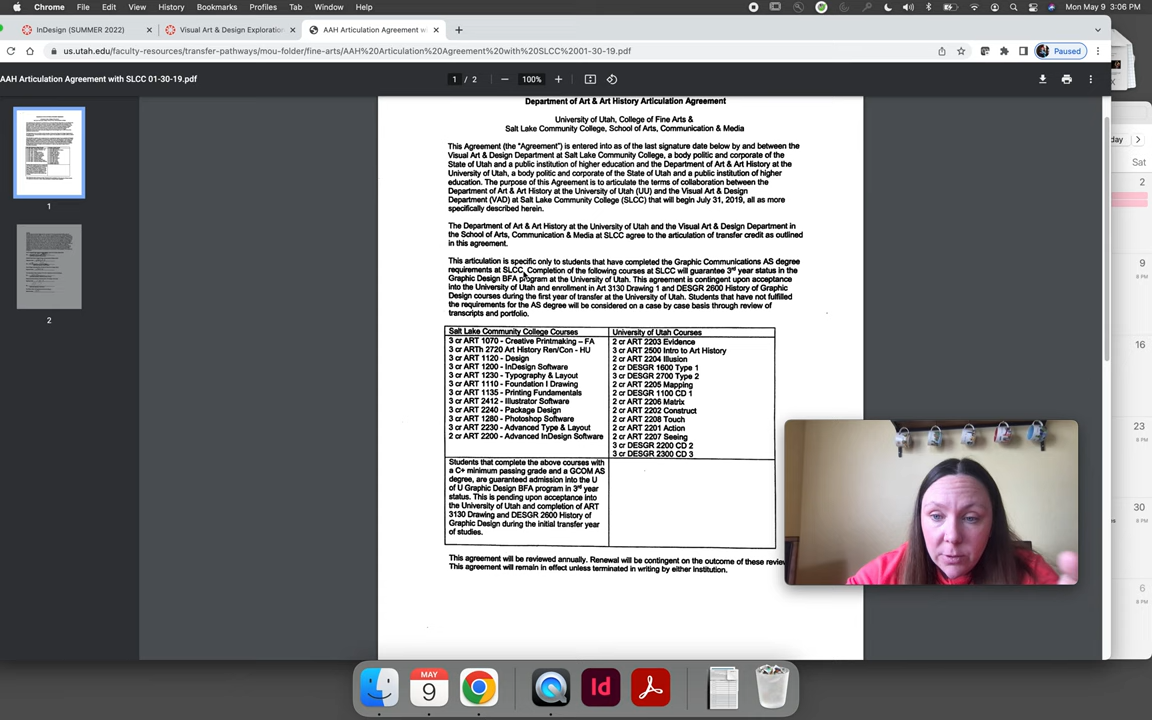 Chrome File Edit View History Bookmarks Profiles Tab Window Help Mon May 9 3:06 PM
InDesign (SUMMER 2022) Visual Art & Design Exploration AAH Articulation Agreement w
us.utah.edu/faculty-resources/transfer-pathways/mou-folder/fine-arts/AAH%20Articulation%20Agreement%20with%20SLCC%2001-30-19.pdf Paused
AAH Articulation Agreement with SLCC 01-30-19.pdf 1 / 2 100%
Department of Art & Art History Articulation Agreement
University of Utah, College of Fine Arts &
Salt Lake Community College, School of Arts, Communication & Media
This Agreement (the "Agreement") is entered into as of the last signature date below by and between the
Visual Art & Design Department at Salt Lake Community College, a body politic and corporate of the
State of Utah and a public institution of higher education and the Department of Art & Art History at the
University of Utah, a body politic and corporate of the State of Utah and a public institution of higher
education. The purpose of this Agreement is to articulate the terms of collaboration between the
Department of Art & Art History at the University of Utah (UU) and the Visual Art & Design
Department (VAD) at Salt Lake Community College (SLCC) that will begin July 31, 2019, all as more
specifically described herein.
The Department of Art & Art History at the University of Utah and the Visual Art & Design Department in
the School of Arts, Communication & Media at SLCC agree to the articulation of transfer credit as outlined
in this agreement.
This articulation is specific only to students that have completed the Graphic Communications AS degree
requirements at SLCC. Completion of the following courses at SLCC will guarantee 3rd year status in the
Graphic Design BFA program at the University of Utah. This agreement is contingent upon acceptance
into the University of Utah and enrollment in Art 3130 Drawing 1 and DESGR 2600 History of Graphic
Design courses during the first year of transfer at the University of Utah. Students that have not fulfilled
the requirements for the AS degree will be considered on a case by case basis through review of
transcripts and portfolio.
Salt Lake Community College Courses
3 cr ART 1070 - Creative Printmaking – FA
3 cr ARTh 2720 Art History Ren/Con - HU
3 cr ART 1120 - Design
3 cr ART 1200 - InDesign Software
3 cr ART 1230 - Typography & Layout
3 cr ART 1110 - Foundation I Drawing
3 cr ART 1135 - Printing Fundamentals
3 cr ART 2412 - Illustrator Software
3 cr ART 2240 - Package Design
3 cr ART 1280 - Photoshop Software
3 cr ART 2230 - Advanced Type & Layout
2 cr ART 2200 - Advanced InDesign Software
University of Utah Courses
2 cr ART 2203 Evidence
3 cr ART 2500 Intro to Art History
2 cr ART 2204 Illusion
2 cr DESGR 1600 Type 1
3 cr DESGR 2700 Type 2
2 cr ART 2205 Mapping
2 cr DESGR 1100 CD 1
2 cr ART 2206 Matrix
2 cr ART 2202 Construct
2 cr ART 2208 Touch
2 cr ART 2201 Action
2 cr ART 2207 Seeing
3 cr DESGR 2200 CD 2
3 cr DESGR 2300 CD 3
Students that complete the above courses with
a C+ minimum passing grade and a GCOM AS
degree, are guaranteed admission into the U
of U Graphic Design BFA program in 3rd year
status. This is pending upon acceptance into
the University of Utah and completion of ART
3130 Drawing and DESGR 2600 History of
Graphic Design during the initial transfer year
of studies.
This agreement will be reviewed annually. Renewal will be contingent on the outcome of these
This agreement will remain in effect unless terminated in writing by either Institution.
1
2
day
Sat
2
9
16
23
30
6
8 PM
8 PM
8 PM
MAY
9
Id